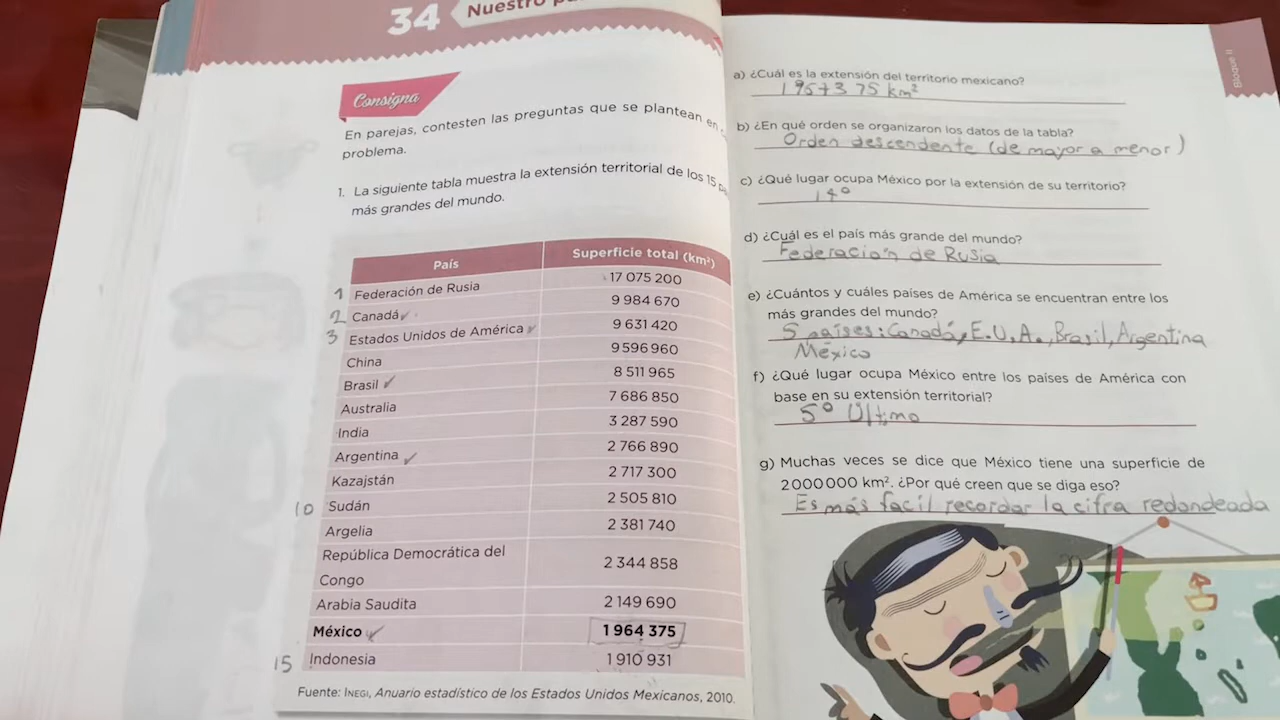 34 Nuestro
Consigna
En parejas, contesten las preguntas que se plantean en
problema.
1. La siguiente tabla muestra la extensión territorial de los 15
más grandes del mundo.
País Superficie total (km²)
1 Federación de Rusia 17 075 200
2 Canadá ✓ 9 984 670
3 Estados Unidos de América ✓ 9 631 420
China 9 596 960
Brasil ✓ 8 511 965
Australia 7 686 850
India 3 287 590
Argentina ✓ 2 766 890
Kazajstán 2 717 300
10 Sudán 2 505 810
Argelia 2 381 740
República Democrática del
Congo 2 344 858
Arabia Saudita 2 149 690
México ✓ 1 964 375
15 Indonesia 1 910 931
Fuente: INEGI, Anuario estadístico de los Estados Unidos Mexicanos, 2010.
Bloque II
a) ¿Cuál es la extensión del territorio mexicano?
km²
b) ¿En qué orden se organizaron los datos de la tabla?
Orden descendente (de mayor a menor)
c) ¿Qué lugar ocupa México por la extensión de su territorio?
14°
d) ¿Cuál es el país más grande del mundo?
Federación de Rusia
e) ¿Cuántos y cuáles países de América se encuentran entre los
más grandes del mundo?
5 países: Canadá, E.U.A., Brasil, Argentina
México
f) ¿Qué lugar ocupa México entre los países de América con
base en su extensión territorial?
5° Último
g) Muchas veces se dice que México tiene una superficie de
2 000 000 km². ¿Por qué creen que se diga eso?
Es más facil recordar la cifra redondeada